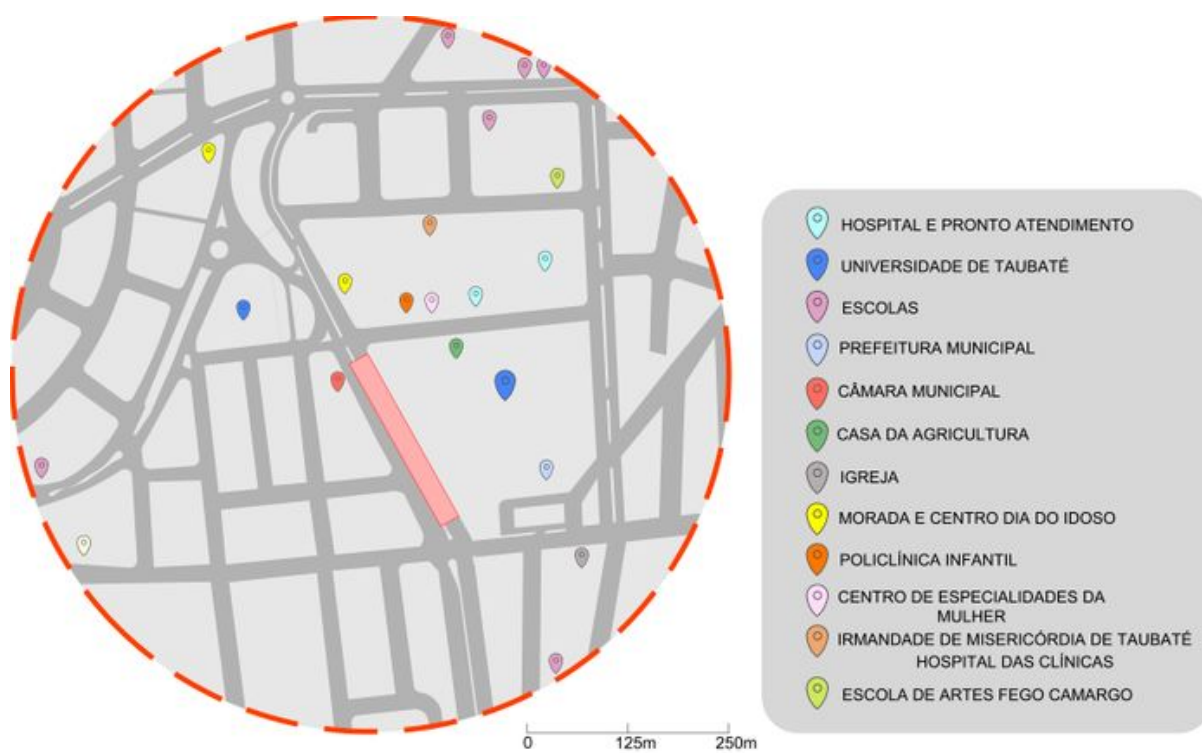 HOSPITAL E PRONTO ATENDIMENTO
UNIVERSIDADE DE TAUBATÉ
ESCOLAS
PREFEITURA MUNICIPAL
CÂMARA MUNICIPAL
CASA DA AGRICULTURA
IGREJA
MORADA E CENTRO DIA DO IDOSO
POLICLÍNICA INFANTIL
CENTRO DE ESPECIALIDADES DA
MULHER
IRMANDADE DE MISERICÓRDIA DE TAUBATÉ
HOSPITAL DAS CLÍNICAS
ESCOLA DE ARTES FEGO CAMARGO
0 125m 250m